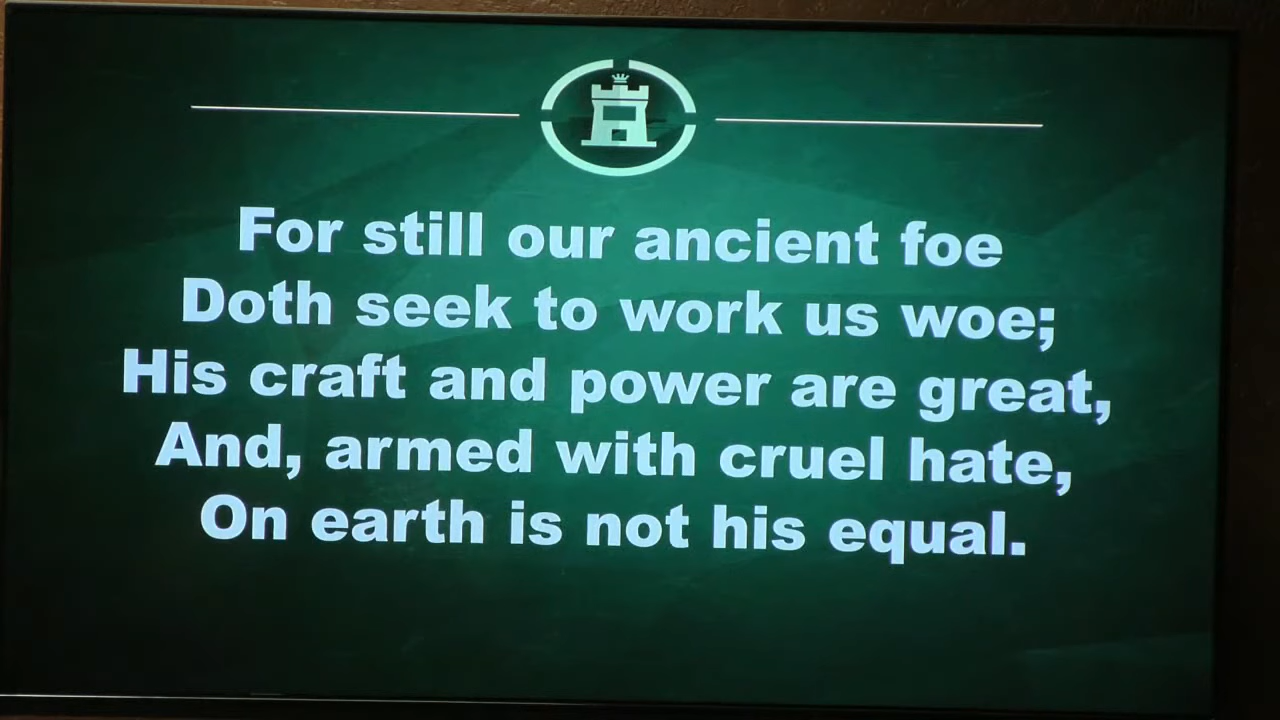 For still our ancient foe
Doth seek to work us woe;
His craft and power are great,
And, armed with cruel hate,
On earth is not his equal.